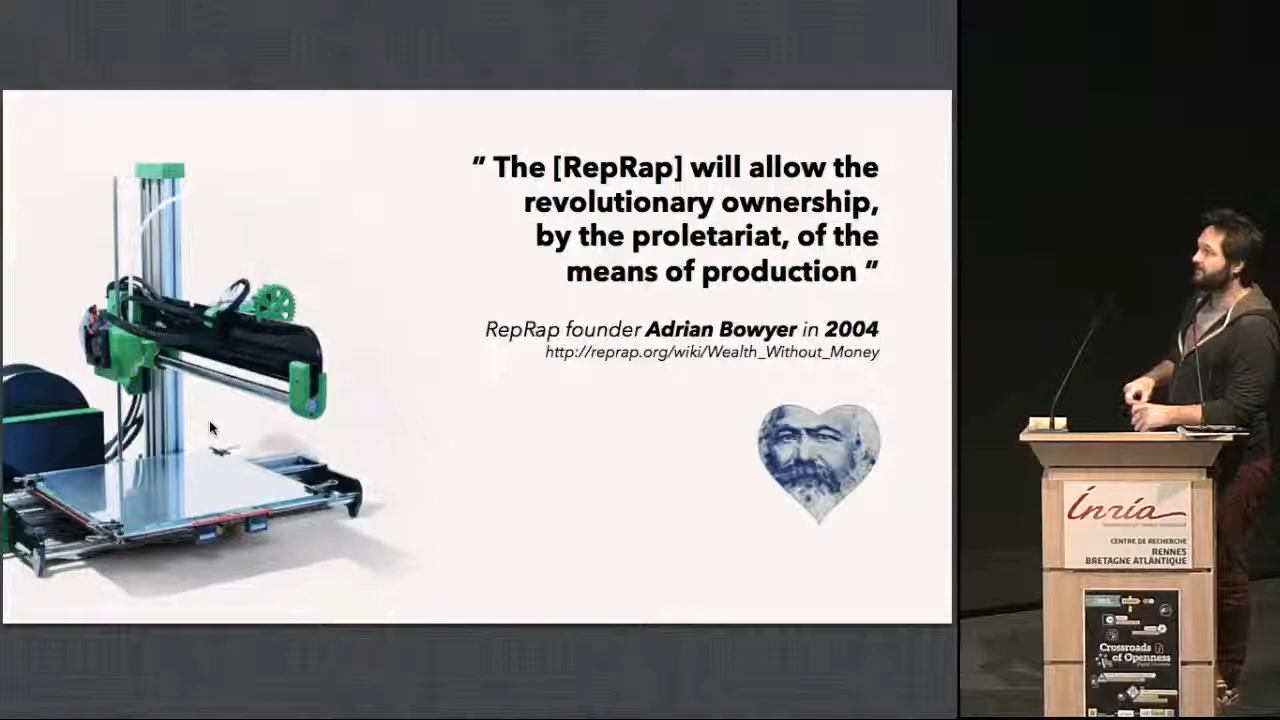 ” The [RepRap] will allow the
revolutionary ownership,
by the proletariat, of the
means of production ”
RepRap founder Adrian Bowyer in 2004
http://reprap.org/wiki/Wealth_Without_Money
Inria
CENTRE DE RECHERCHE
RENNES
BRETAGNE ATLANTIQUE
Crossroads
of Openness